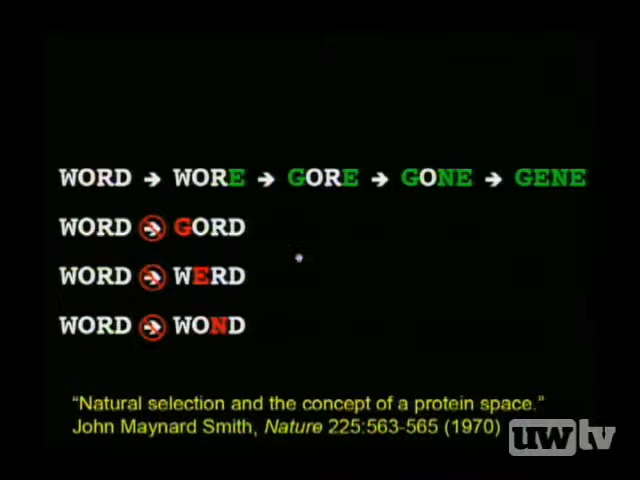 WORD → WORE → GORE → GONE → GENE
WORD GORD
WORD WERD
WORD WOND
“Natural selection and the concept of a protein space.”
John Maynard Smith, Nature 225:563-565 (1970)
uwtv